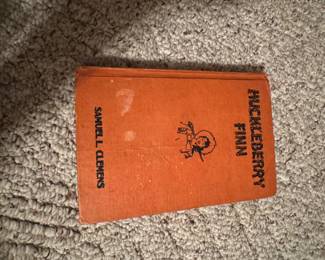 HUCKLEBERRY
FINN
SAMUEL L. CLEMENS